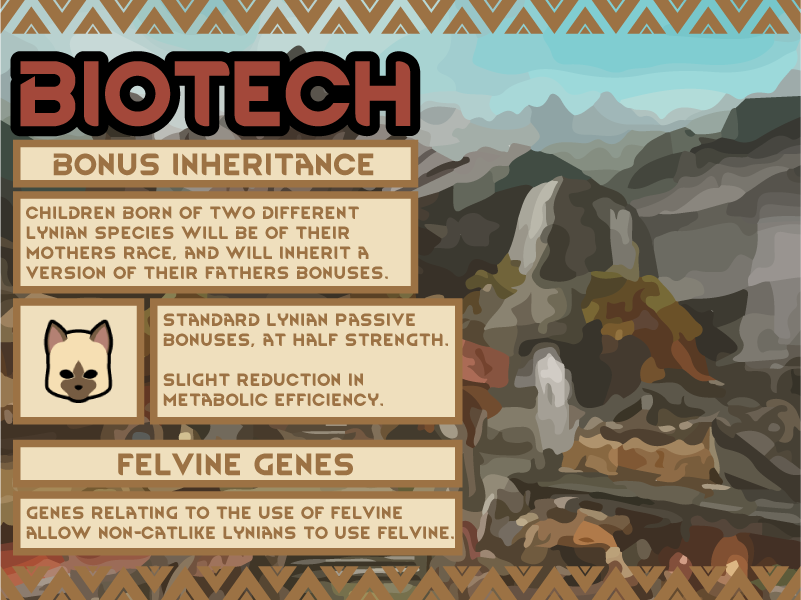 BIOTECH
BONUS INHERITANCE
CHILDREN BORN OF TWO DIFFERENT
LYNIAN SPECIES WILL BE OF THEIR
MOTHERS RACE, AND WILL INHERIT A
VERSION OF THEIR FATHERS BONUSES.
STANDARD LYNIAN PASSIVE
BONUSES, AT HALF STRENGTH.
SLIGHT REDUCTION IN
METABOLIC EFFICIENCY.
FELVINE GENES
GENES RELATING TO THE USE OF FELVINE
ALLOW NON-CATLIKE LYNIANS TO USE FELVINE.